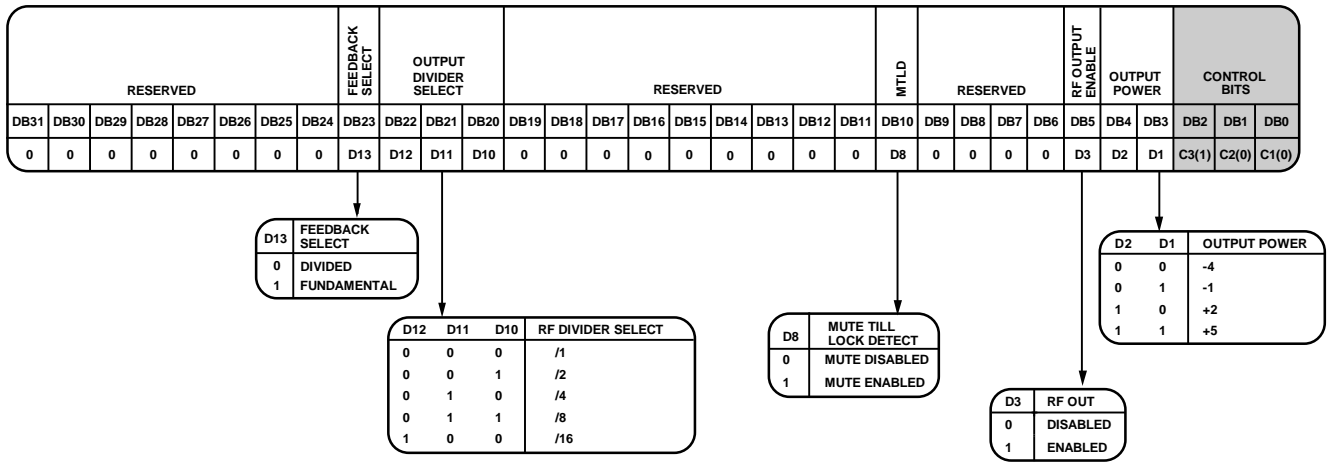 RESERVED
FEEDBACK SELECT
OUTPUT DIVIDER SELECT
RESERVED
MTLD
RESERVED
RF OUTPUT ENABLE
OUTPUT POWER
CONTROL BITS
DB31 DB30 DB29 DB28 DB27 DB26 DB25 DB24 DB23 DB22 DB21 DB20 DB19 DB18 DB17 DB16 DB15 DB14 DB13 DB12 DB11 DB10 DB9 DB8 DB7 DB6 DB5 DB4 DB3 DB2 DB1 DB0
0 0 0 0 0 0 0 0 D13 D12 D11 D10 0 0 0 0 0 0 0 0 0 D8 0 0 0 0 D3 D2 D1 C3(1) C2(0) C1(0)
D13 FEEDBACK SELECT
0 DIVIDED
1 FUNDAMENTAL
D12 D11 D10 RF DIVIDER SELECT
0 0 0 /1
0 0 1 /2
0 1 0 /4
0 1 1 /8
1 0 0 /16
D8 MUTE TILL LOCK DETECT
0 MUTE DISABLED
1 MUTE ENABLED
D3 RF OUT
0 DISABLED
1 ENABLED
D2 D1 OUTPUT POWER
0 0 -4
0 1 -1
1 0 +2
1 1 +5